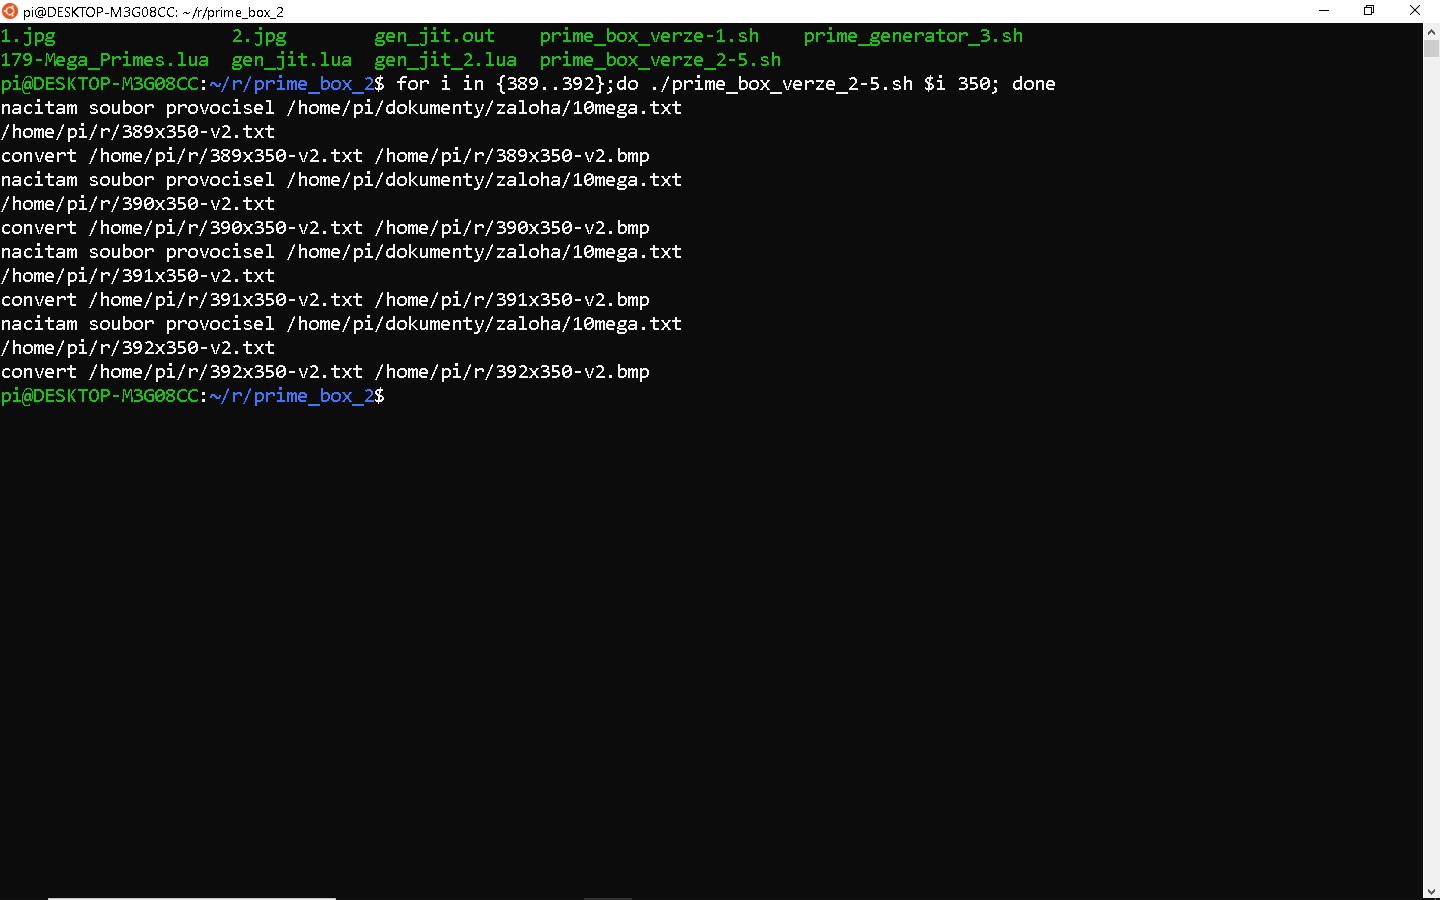 pi@DESKTOP-M3G08CC: ~/r/prime_box_2
1.jpg 2.jpg gen_jit.out prime_box_verze-1.sh prime_generator_3.sh
179-Mega_Primes.lua gen_jit.lua gen_jit_2.lua prime_box_verze_2-5.sh
pi@DESKTOP-M3G08CC:~/r/prime_box_2$ for i in {389..392};do ./prime_box_verze_2-5.sh $i 350; done
nacitam soubor provocisel /home/pi/dokumenty/zaloha/10mega.txt
/home/pi/r/389x350-v2.txt
convert /home/pi/r/389x350-v2.txt /home/pi/r/389x350-v2.bmp
nacitam soubor provocisel /home/pi/dokumenty/zaloha/10mega.txt
/home/pi/r/390x350-v2.txt
convert /home/pi/r/390x350-v2.txt /home/pi/r/390x350-v2.bmp
nacitam soubor provocisel /home/pi/dokumenty/zaloha/10mega.txt
/home/pi/r/391x350-v2.txt
convert /home/pi/r/391x350-v2.txt /home/pi/r/391x350-v2.bmp
nacitam soubor provocisel /home/pi/dokumenty/zaloha/10mega.txt
/home/pi/r/392x350-v2.txt
convert /home/pi/r/392x350-v2.txt /home/pi/r/392x350-v2.bmp
pi@DESKTOP-M3G08CC:~/r/prime_box_2$